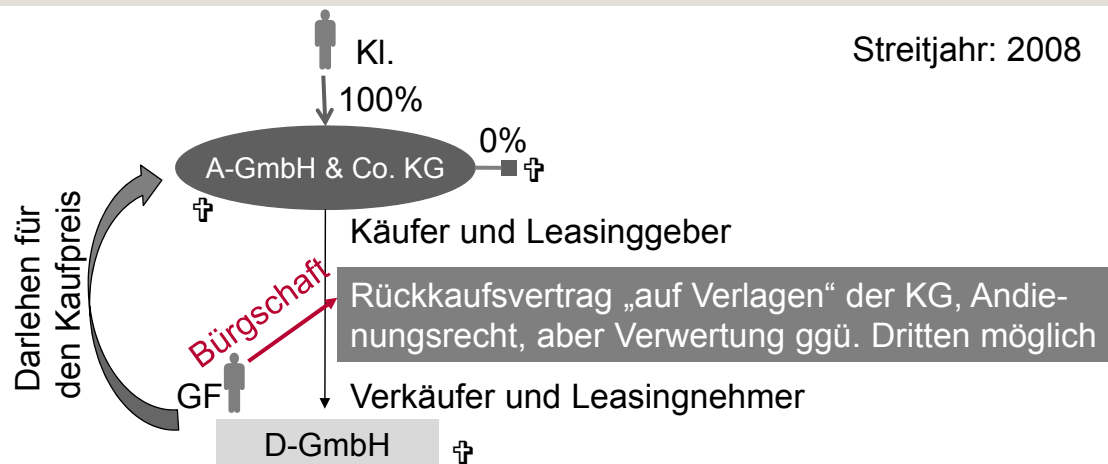 Kl.
Streitjahr: 2008
100%
0%
A-GmbH & Co. KG
Käufer und Leasinggeber
Darlehen für
den Kaufpreis
Bürgschaft
Rückkaufsvertrag „auf Verlagen“ der KG, Andie-
nungsrecht, aber Verwertung ggü. Dritten möglich
GF
Verkäufer und Leasingnehmer
D-GmbH